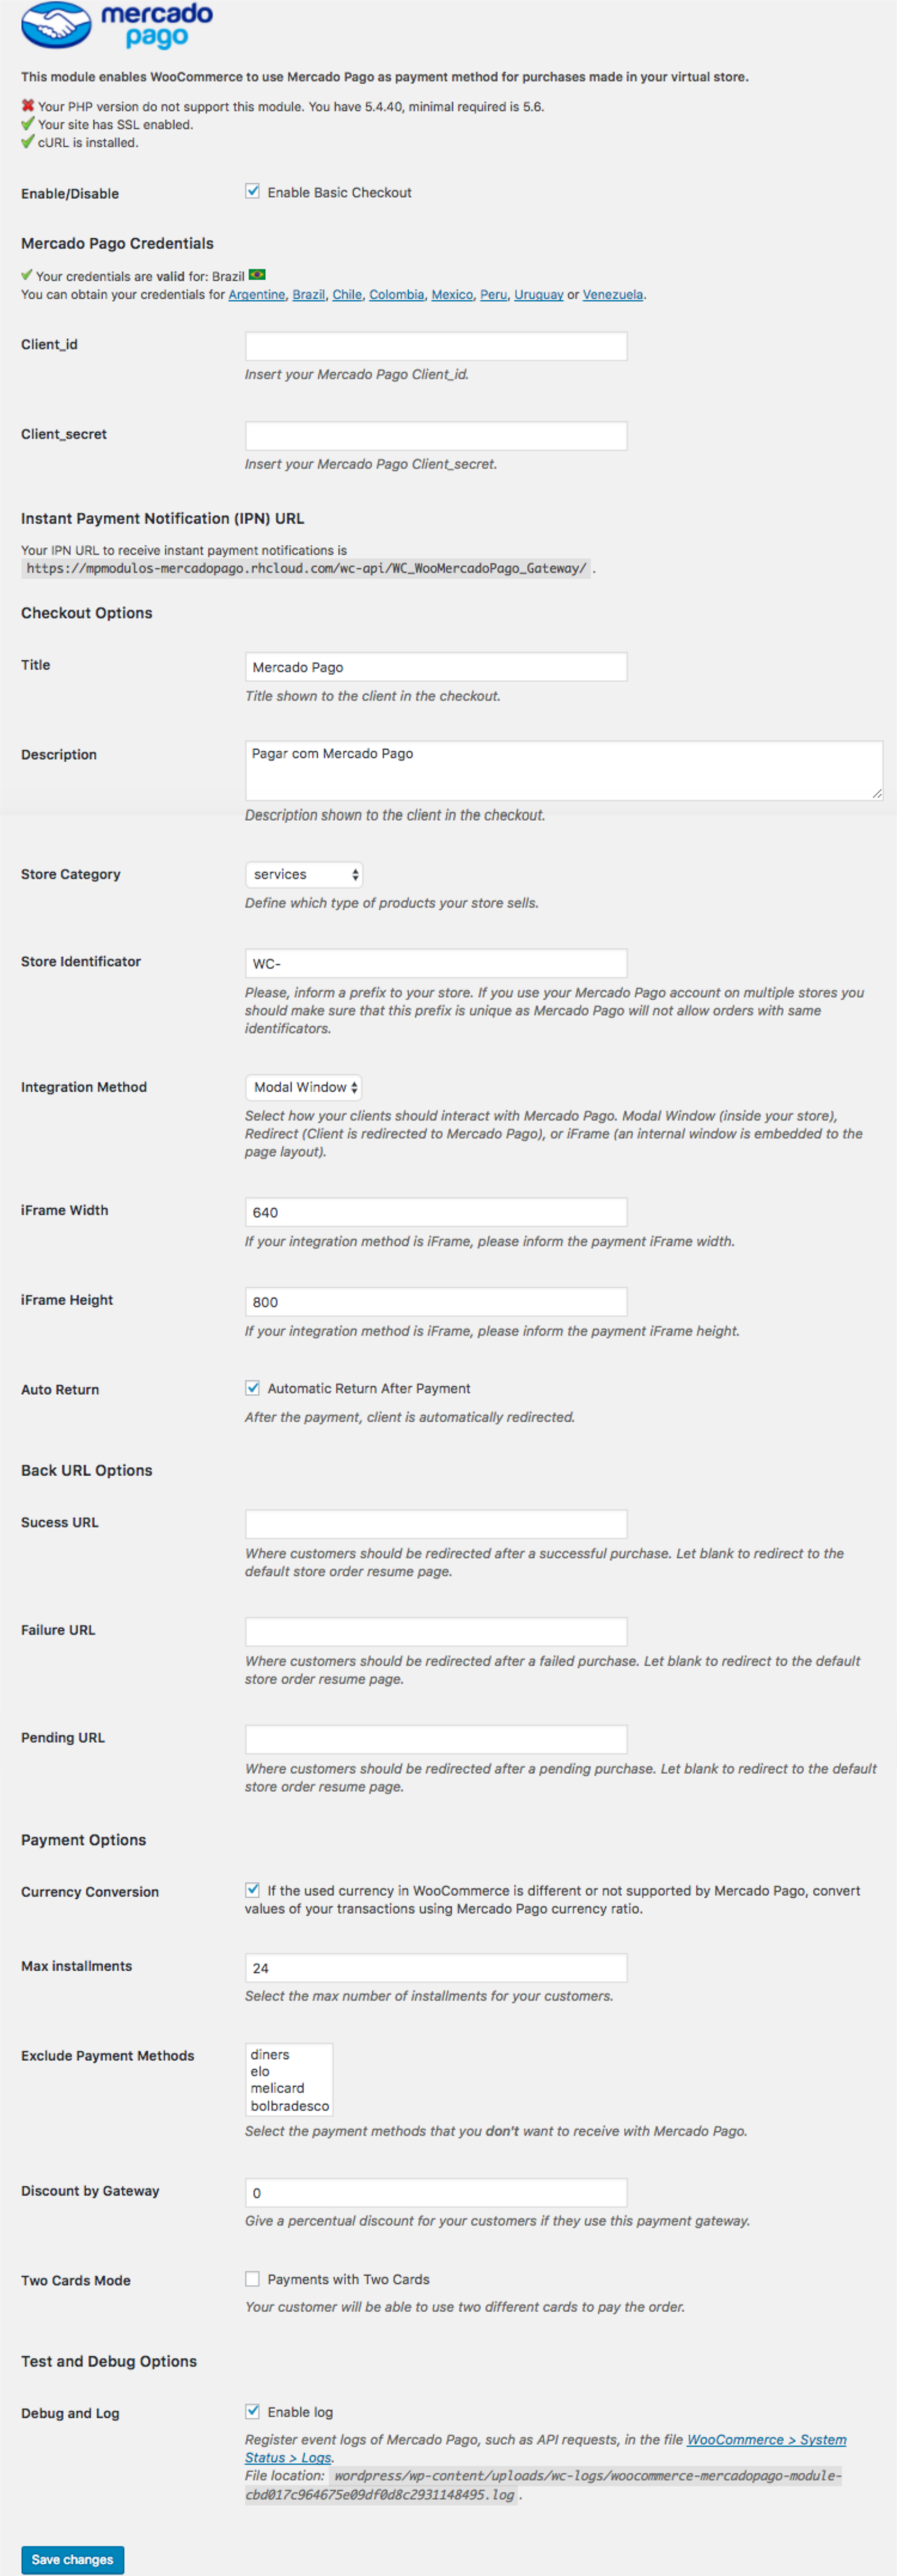 mercado
pago
This module enables WooCommerce to use Mercado Pago as payment method for purchases made in your virtual store.
Your PHP version do not support this module. You have 5.4.40, minimal required is 5.6.
Your site has SSL enabled.
cURL is installed.
Enable/Disable Enable Basic Checkout
Mercado Pago Credentials
Your credentials are valid for: Brazil
You can obtain your credentials for Argentine, Brazil, Chile, Colombia, Mexico, Peru, Uruguay or Venezuela.
Client_id
Insert your Mercado Pago Client_id.
Client_secret
Insert your Mercado Pago Client_secret.
Instant Payment Notification (IPN) URL
Your IPN URL to receive instant payment notifications is
https://mpmodulos-mercadopago.rhcloud.com/wc-api/WC_WooMercadoPago_Gateway/ .
Checkout Options
Title Mercado Pago
Title shown to the client in the checkout.
Description Pagar com Mercado Pago
Description shown to the client in the checkout.
Store Category services
Define which type of products your store sells.
Store Identificator WC-
Please, inform a prefix to your store. If you use your Mercado Pago account on multiple stores you
should make sure that this prefix is unique as Mercado Pago will not allow orders with same
identificators.
Integration Method Modal Window
Select how your clients should interact with Mercado Pago. Modal Window (inside your store),
Redirect (Client is redirected to Mercado Pago), or iFrame (an internal window is embedded to the
page layout).
iFrame Width 640
If your integration method is iFrame, please inform the payment iFrame width.
iFrame Height 800
If your integration method is iFrame, please inform the payment iFrame height.
Auto Return Automatic Return After Payment
After the payment, client is automatically redirected.
Back URL Options
Sucess URL
Where customers should be redirected after a successful purchase. Let blank to redirect to the
default store order resume page.
Failure URL
Where customers should be redirected after a failed purchase. Let blank to redirect to the default
store order resume page.
Pending URL
Where customers should be redirected after a pending purchase. Let blank to redirect to the default
store order resume page.
Payment Options
Currency Conversion If the used currency in WooCommerce is different or not supported by Mercado Pago, convert
values of your transactions using Mercado Pago currency ratio.
Max installments 24
Select the max number of installments for your customers.
Exclude Payment Methods diners
elo
melicard
bolbradesco
Select the payment methods that you don't want to receive with Mercado Pago.
Discount by Gateway 0
Give a percentual discount for your customers if they use this payment gateway.
Two Cards Mode Payments with Two Cards
Your customer will be able to use two different cards to pay the order.
Test and Debug Options
Debug and Log Enable log
Register event logs of Mercado Pago, such as API requests, in the file WooCommerce > System
Status > Logs.
File location: wordpress/wp-content/uploads/wc-logs/woocommerce-mercadopago-module-
cbd017c964675e09df0d8c2931148495.log .
Save changes